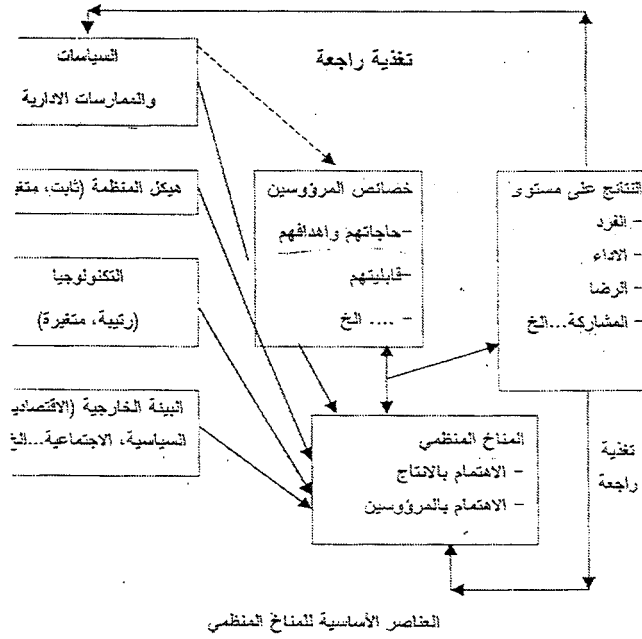 السياسات
والممارسات الادارية
تغذية راجعة
هيكل المنظمة (ثابت، متغي
خصائص المرؤوسين
-حاجاتهم واهدافهم
-قابليتهم
- .... الخ
النتائج على مستوى
- الفرد
- الاداء
- الرضا
- المشاركة...الخ
التكنولوجيا
(رتيبة، متغيرة)
البيئة الخارجية (الاقتصادي
السياسية، الاجتماعية...الخ
المناخ المنظمي
- الاهتمام بالانتاج
- الاهتمام بالمرؤوسين
تغذية
راجعة
العناصر الأساسية للمناخ المنظمي